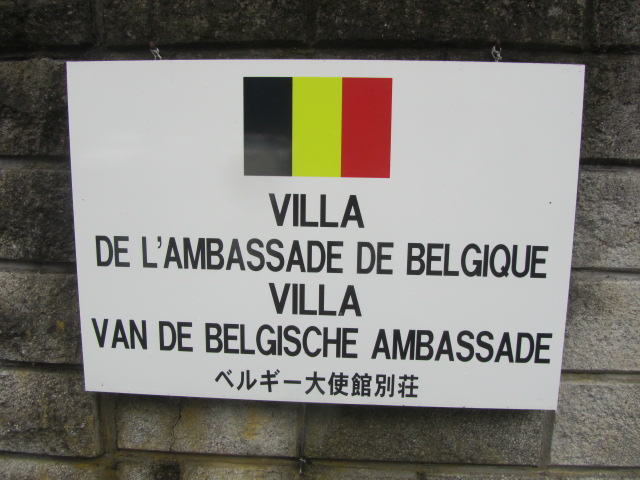 VILLA
DE L'AMBASSADE DE BELGIQUE
VILLA
VAN DE BELGISCHE AMBASSADE
ベルギー大使館別荘